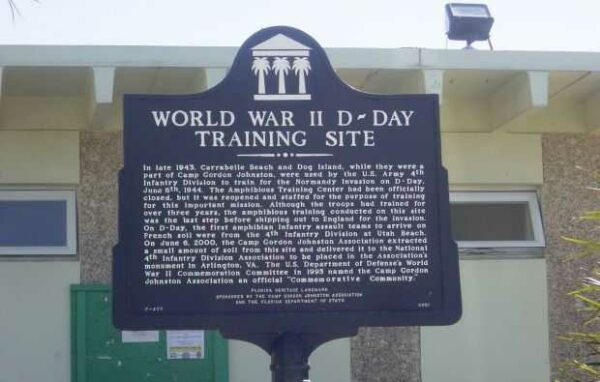 WORLD WAR II D-DAY
TRAINING SITE
In late 1943, Carrabelle Beach and Dog Island, while they were a
part of Camp Gordon Johnston, were used by the U.S. Army 4th
Infantry Division to train for the Normandy Invasion on D-Day,
June 6th, 1944. The Amphibious Training Center had been officially
closed, but it was reopened and staffed for the purpose of training
for this important mission. Although the troops had trained for
over three years, the amphibious training conducted on this site
was the last step before shipping out to England for the invasion.
On D-Day, the first amphibian infantry assault teams to arrive on
French soil were from the 4th Infantry Division at Utah Beach.
On June 6, 2000, the Camp Gordon Johnston Association extracted
a small amount of soil from this site and delivered it to the National
4th Infantry Division Association to be placed in the Association's
monument in Arlington, VA. The U.S. Department of Defense's World
War II Commemoration Committee in 1995 named the Camp Gordon
Johnston Association an official "Commemorative Community."
FLORIDA HERITAGE LANDMARK
SPONSORED BY THE CAMP GORDON JOHNSTON ASSOCIATION
AND THE FLORIDA DEPARTMENT OF STATE